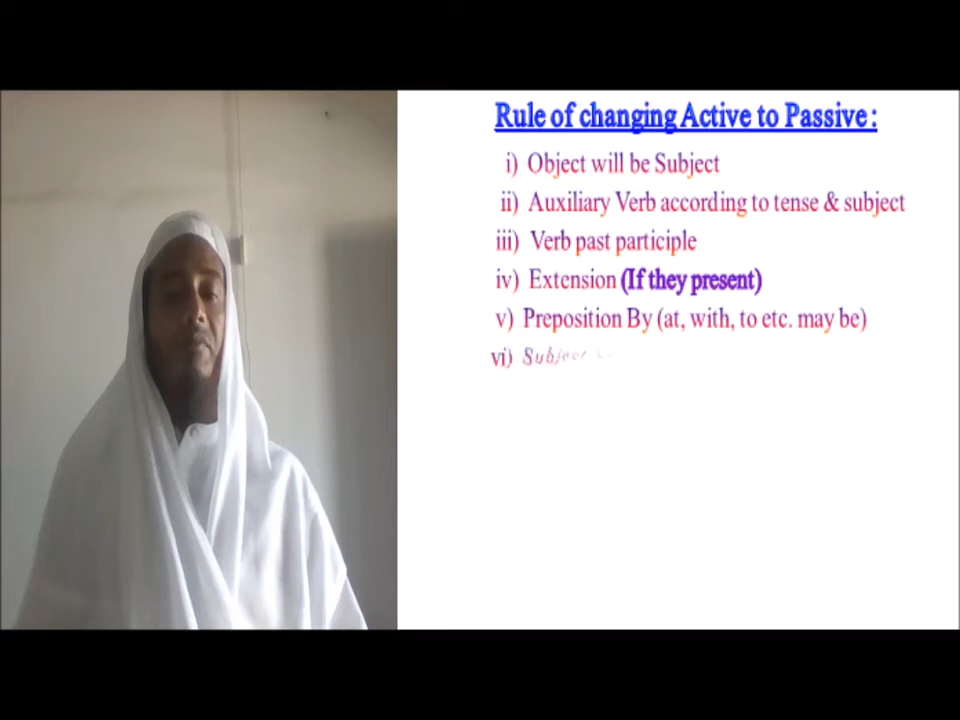 Rule of changing Active to Passive :
i) Object will be Subject
ii) Auxiliary Verb according to tense & subject
iii) Verb past participle
iv) Extension (If they present)
v) Preposition By (at, with, to etc. may be)
vi) Subject